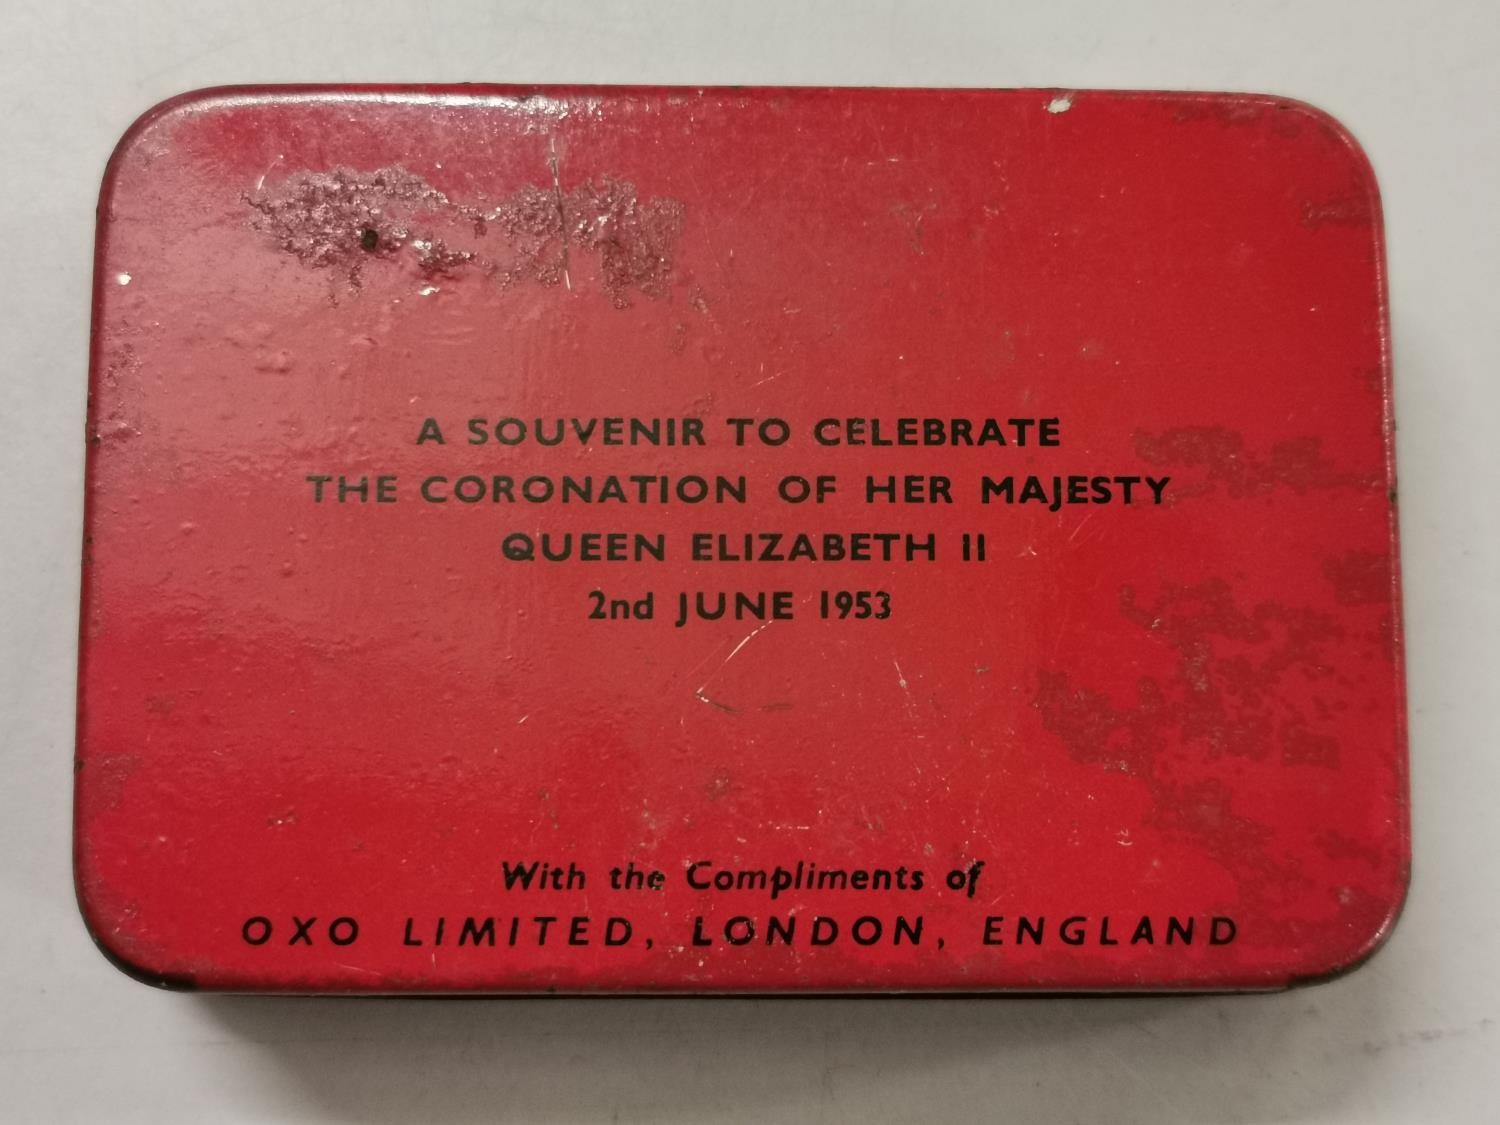 A SOUVENIR TO CELEBRATE
THE CORONATION OF HER MAJESTY
QUEEN ELIZABETH II
2nd JUNE 1953
With the Compliments of
OXO LIMITED, LONDON, ENGLAND